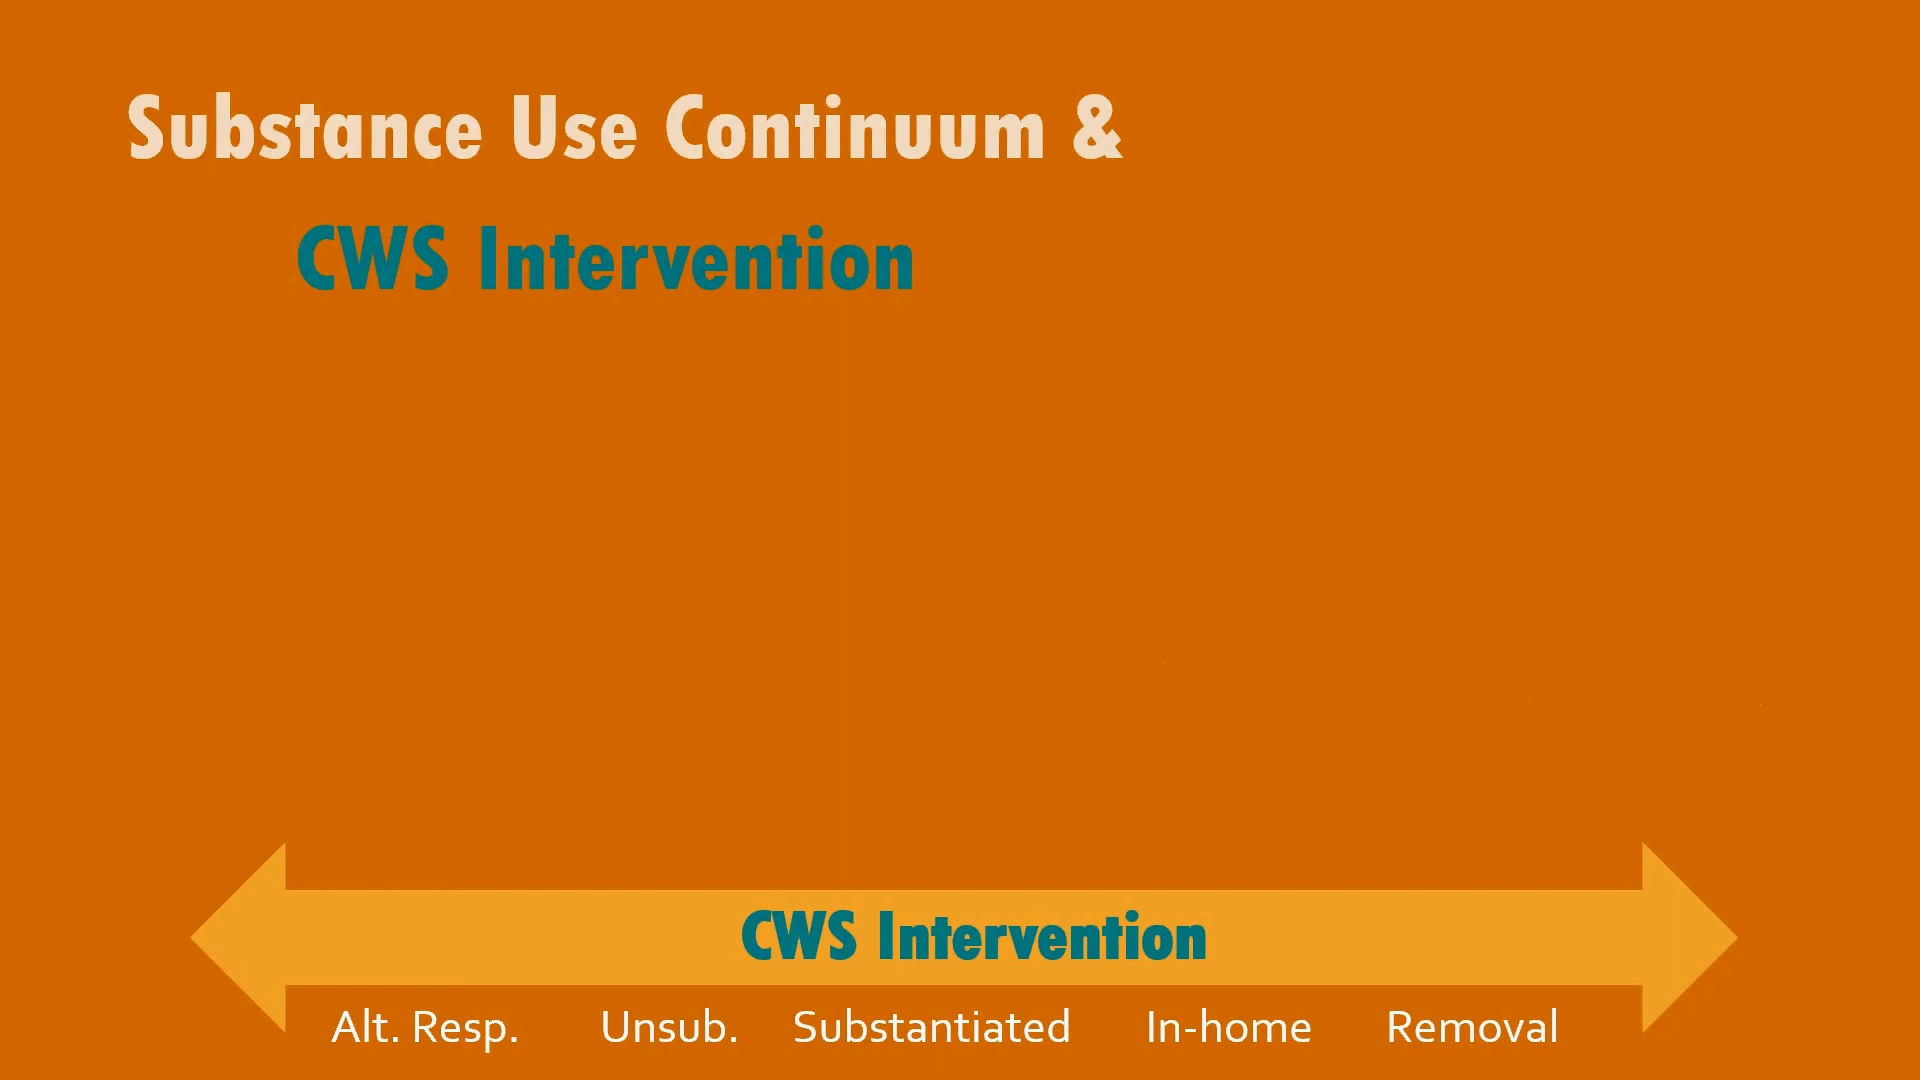 Substance Use Continuum &
CWS Intervention
CWS Intervention
Alt. Resp. Unsub. Substantiated In-home Removal